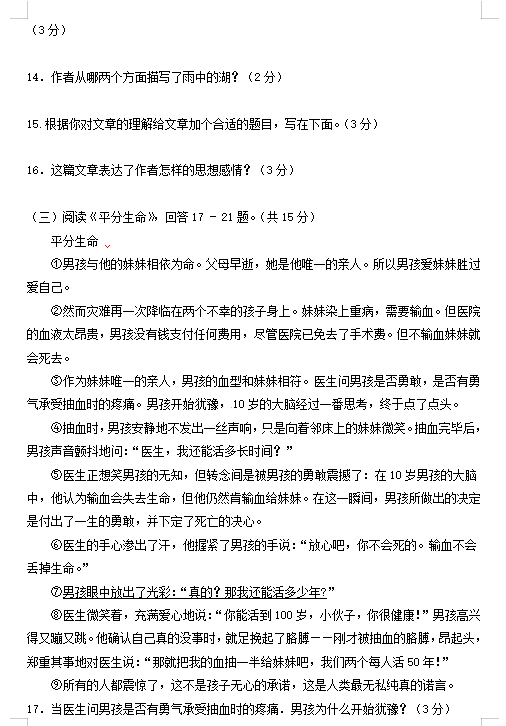 （3分）
14．作者从哪两个方面描写了雨中的湖？（2分）
15.根据你对文章的理解给文章加个合适的题目，写在下面。（3分）
16．这篇文章表达了作者怎样的思想感情？（3分）
（三）阅读《平分生命》，回答17 - 21题。（共15分）
平分生命
①男孩与他的妹妹相依为命。父母早逝，她是他唯一的亲人。所以男孩爱妹妹胜过
爱自己。
②然而灾难再一次降临在两个不幸的孩子身上。妹妹染上重病，需要输血。但医院
的血液太昂贵，男孩没有钱支付任何费用，尽管医院已免去了手术费。但不输血妹妹就
会死去。
③作为妹妹唯一的亲人，男孩的血型和妹妹相符。医生问男孩是否勇敢，是否有勇
气承受抽血时的疼痛。男孩开始犹豫，10岁的大脑经过一番思考，终于点了点头。
④抽血时，男孩安静地不发出一丝声响，只是向着邻床上的妹妹微笑。抽血完毕后，
男孩声音颤抖地问：“医生，我还能活多长时间？”
⑤医生正想笑男孩的无知，但转念间是被男孩的勇敢震撼了：在10岁男孩的大脑
中，他认为输血会失去生命，但他仍然肯输血给妹妹。在这一瞬间，男孩所做出的决定
是付出了一生的勇敢，并下定了死亡的决心。
⑥医生的手心渗出了汗，他握紧了男孩的手说：“放心吧，你不会死的。输血不会
丢掉生命。”
⑦男孩眼中放出了光彩：“真的？那我还能活多少年?”
⑧医生微笑着，充满爱心地说：“你能活到100岁，小伙子，你很健康！”男孩高兴
得又蹦又跳。他确认自己真的没事时，就又挽起了胳膊——刚才被抽血的胳膊，昂起头，
郑重其事地对医生说：“那就把我的血抽一半给妹妹吧，我们两个每人活50年！”
⑨所有的人都震惊了，这不是孩子无心的承诺，这是人类最无私纯真的诺言。
17．当医生问男孩是否有勇气承受抽血时的疼痛．男孩为什么开始犹豫？（3分）